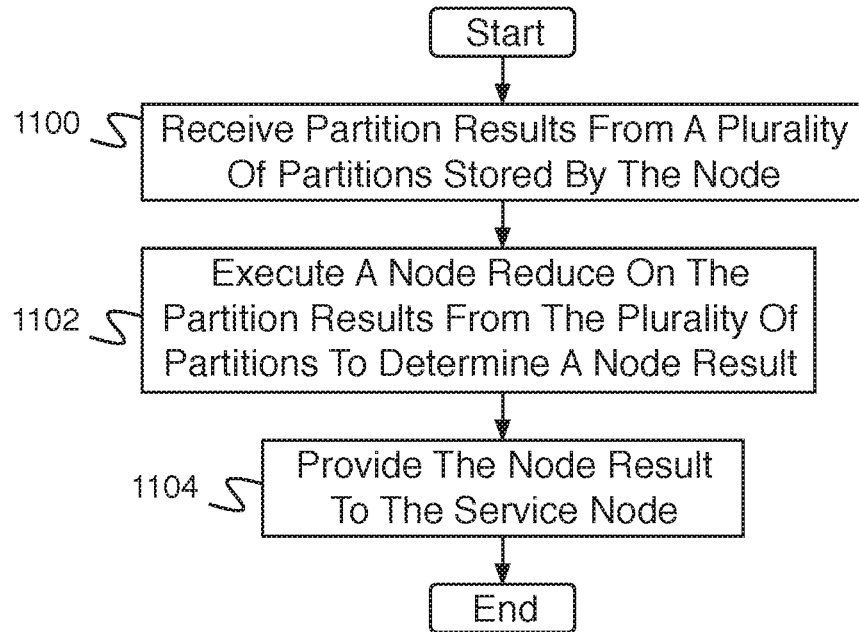 Start
1100
Receive Partition Results From A Plurality
Of Partitions Stored By The Node
1102
Execute A Node Reduce On The
Partition Results From The Plurality Of
Partitions To Determine A Node Result
1104
Provide The Node Result
To The Service Node
End